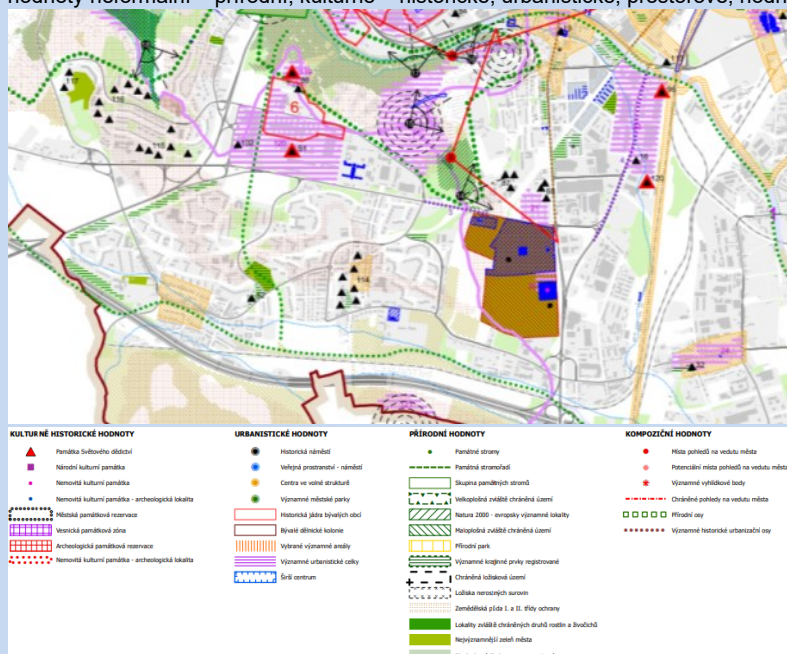 hodnoty neformální – přírodní, kulturně – historické, urbanistické, prostorové, hodn
6
114
KULTURNĚ HISTORICKÉ HODNOTY
Památka Světového dědictví
Národní kulturní památka
Nemovitá kulturní památka
Nemovitá kulturní památka - archeologická lokalita
Městská památková rezervace
Vesnická památková zóna
Archeologická památková rezervace
Nemovitá kulturní památka - archeologická lokalita
URBANISTICKÉ HODNOTY
Historická náměstí
Veřejná prostranství - náměstí
Centra ve volné struktuře
Významné městské parky
Historická jádra bývalých obcí
Bývalé dělnické kolonie
Vybrané významné areály
Významné urbanistické celky
Širší centrum
PŘÍRODNÍ HODNOTY
Památné stromy
Památná stromořadí
Skupina památných stromů
Velkoplošná zvláště chráněná území
Natura 2000 - evropsky významné lokality
Maloplošná zvláště chráněná území
Přírodní park
Významné krajinné prvky registrované
Chráněná ložisková území
Ložiska nerostných surovin
Zemědělská půda I. a II. třídy ochrany
Lokality zvláště chráněných druhů rostlin a živočichů
Nejvýznamnější zeleň města
KOMPOZIČNÍ HODNOTY
Místa pohledů na vedutu města
Potenciální místa pohledů na vedutu města
Významné vyhlídkové body
Chráněné pohledy na vedutu města
Přírodní osy
Významné historické urbanizační osy